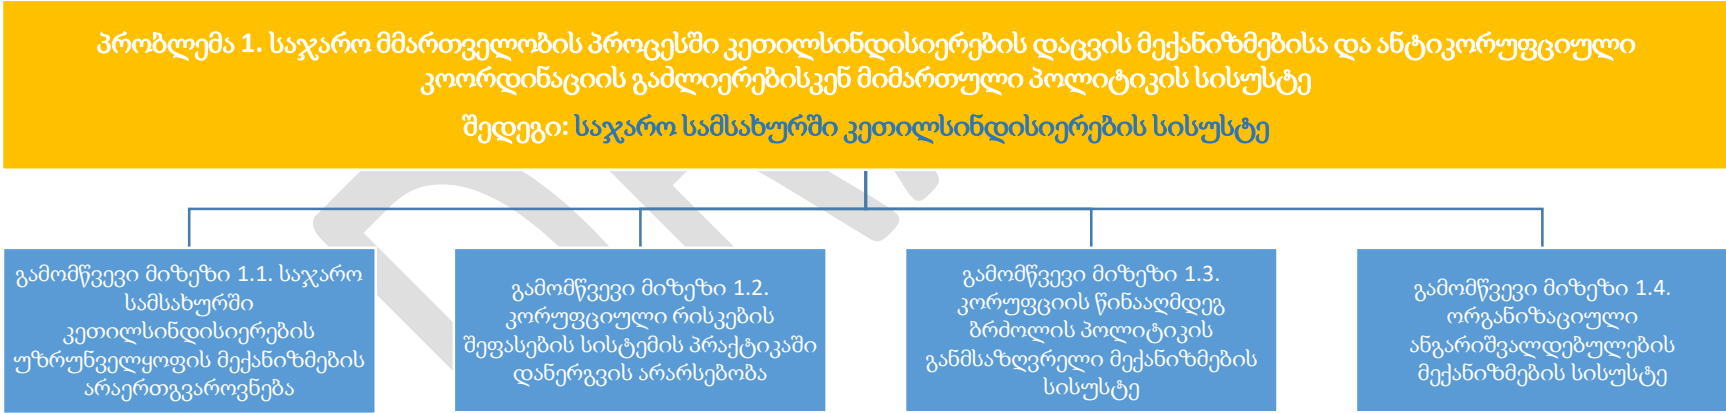 პრობლემა 1. საჯარო მმართველობის პროცესში კეთილსინდისიერების დაცვის მექანიზმებისა და ანტიკორუფციული
კოორდინაციის გაძლიერებისკენ მიმართული პოლიტიკის სისუსტე
შედეგი: საჯარო სამსახურში კეთილსინდისიერების სისუსტე
გამომწვევი მიზეზი 1.1. საჯარო
სამსახურში
კეთილსინდისიერების
უზრუნველყოფის მექანიზმების
არაერთგვაროვნება
გამომწვევი მიზეზი 1.2.
კორუფციული რისკების
შეფასების სისტემის პრაქტიკაში
დანერგვის არარსებობა
გამომწვევი მიზეზი 1.3.
კორუფციის წინააღმდეგ
ბრძოლის პოლიტიკის
განმსაზღვრელი მექანიზმების
სისუსტე
გამომწვევი მიზეზი 1.4.
ორგანიზაციული
ანგარიშვალდებულების
მექანიზმების სისუსტე